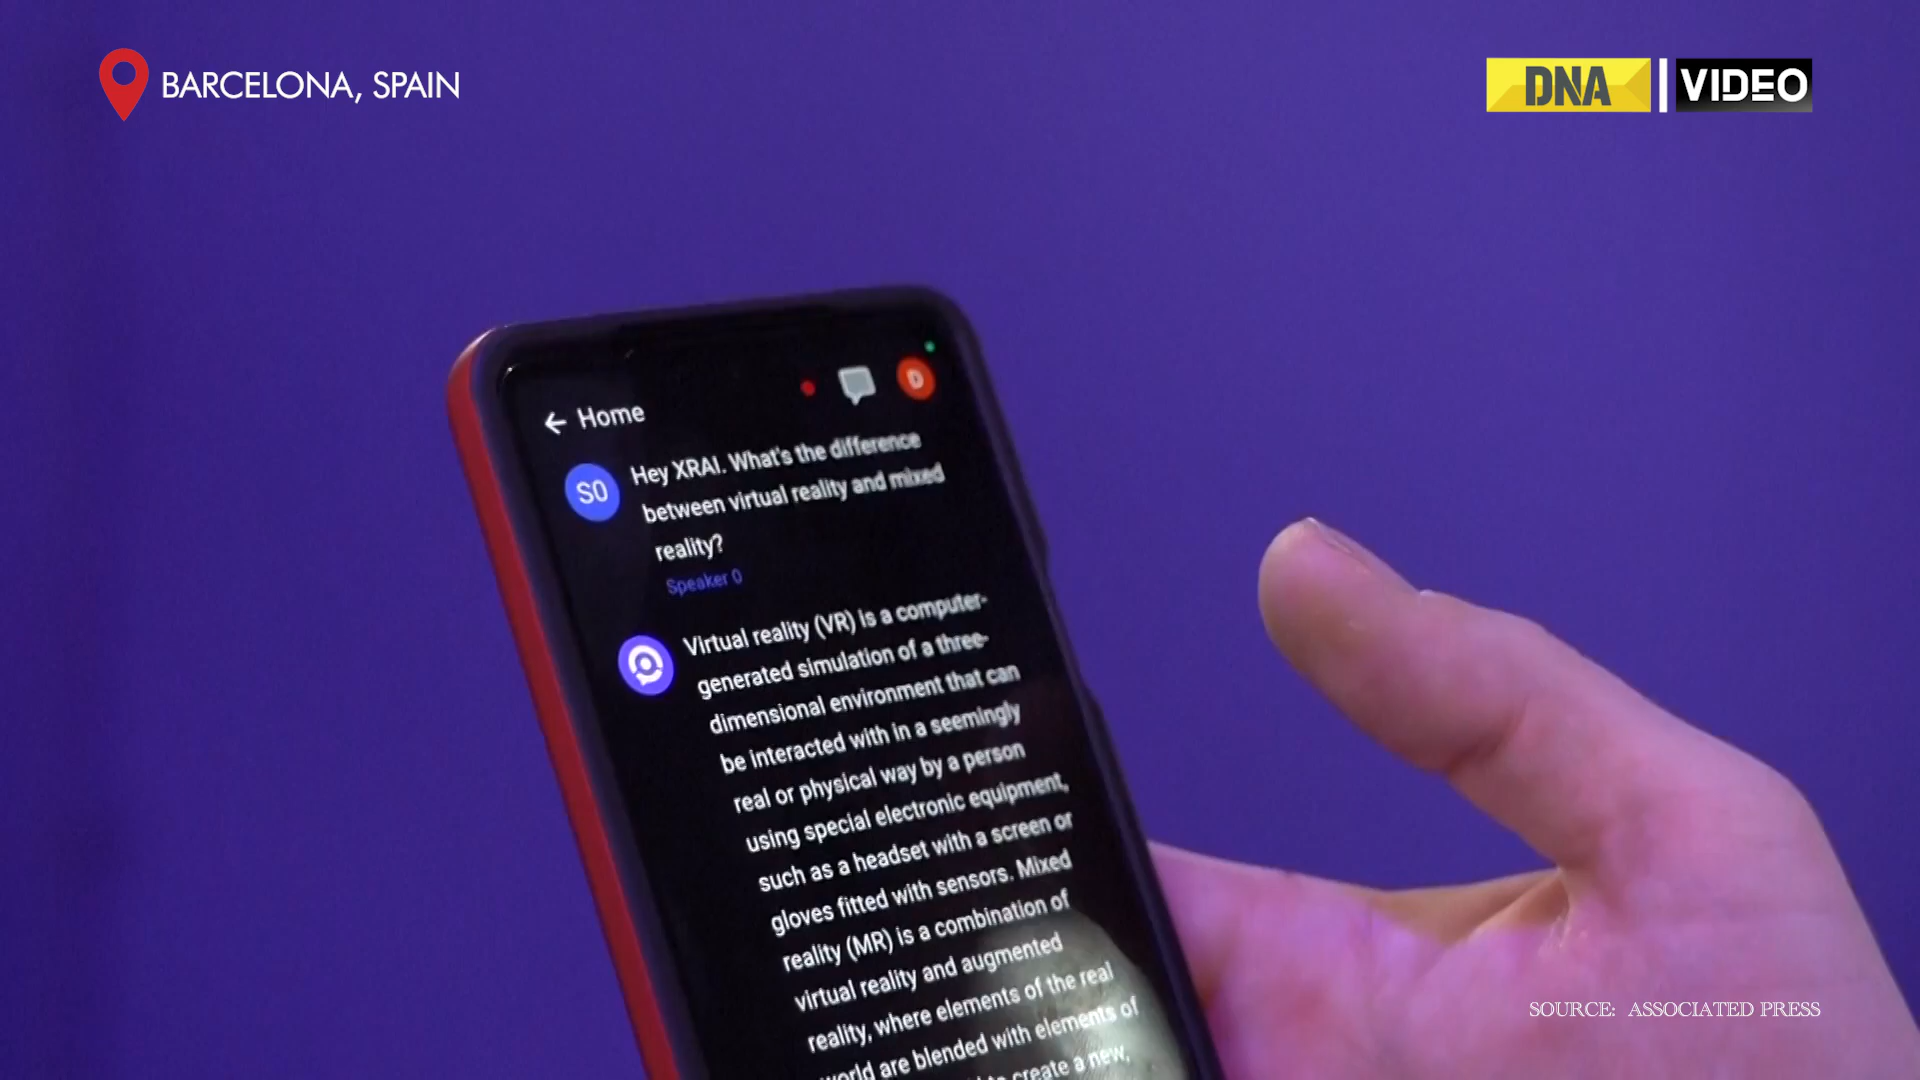 BARCELONA, SPAIN
DNA VIDEO
← Home
D
Hey XRAI. What's the difference
between virtual reality and mixed
reality?
S0
Speaker 0
Virtual reality (VR) is a computer-
generated simulation of a three-
dimensional environment that can
be interacted with in a seemingly
real or physical way by a person
using special electronic equipment,
such as a headset with a screen or
gloves fitted with sensors. Mixed
reality (MR) is a combination of
virtual reality and augmented
reality, where elements of the real
world are blended with elements of
create a new,
SOURCE: ASSOCIATED PRESS